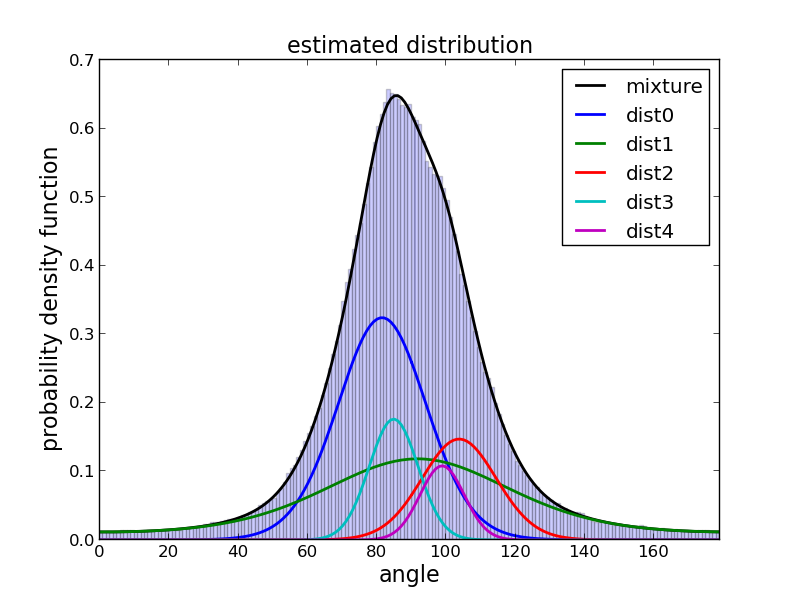 estimated distribution
probability density function
0.7
0.6
0.5
0.4
0.3
0.2
0.1
0.0
mixture
dist0
dist1
dist2
dist3
dist4
0 20 40 60 80 100 120 140 160
angle